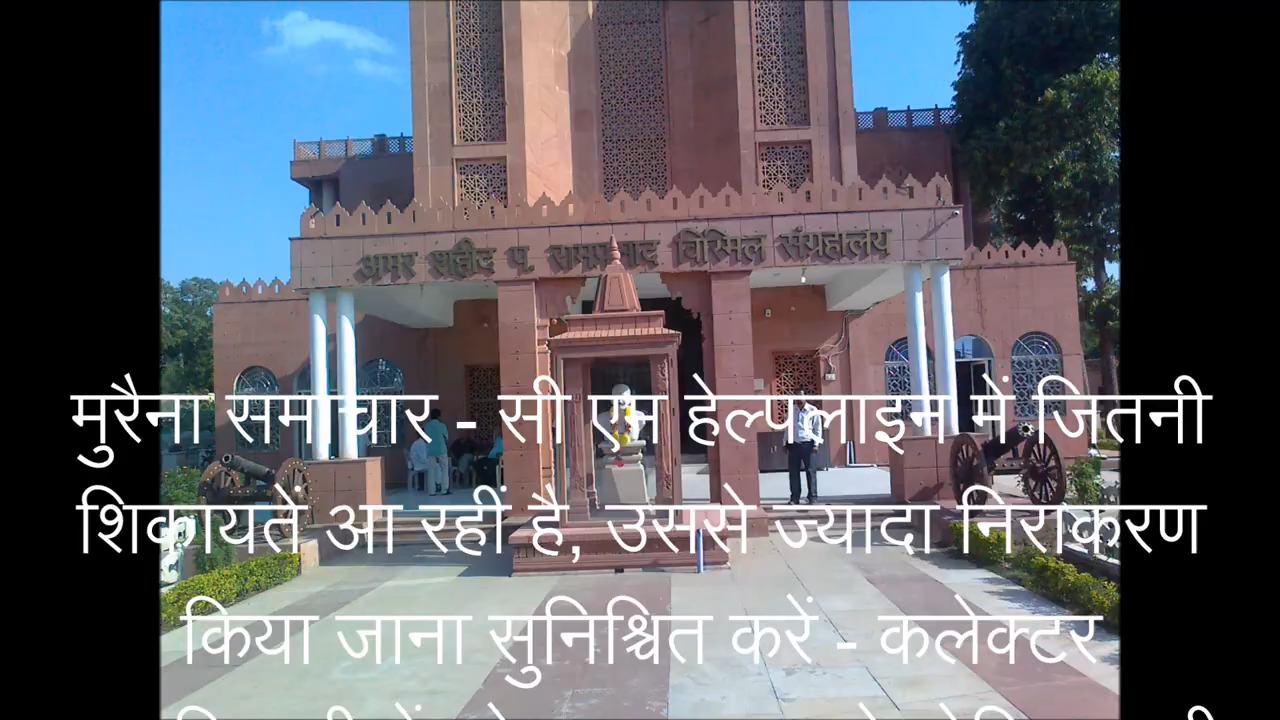 अमर शहीद प. रामप्रसाद बिस्मिल संग्रहालय
मुरैना समाचार - सी एम हेल्पलाइन में जितनी
शिकायतें आ रहीं है, उससे ज्यादा निराकरण
किया जाना सुनिश्चित करें - कलेक्टर